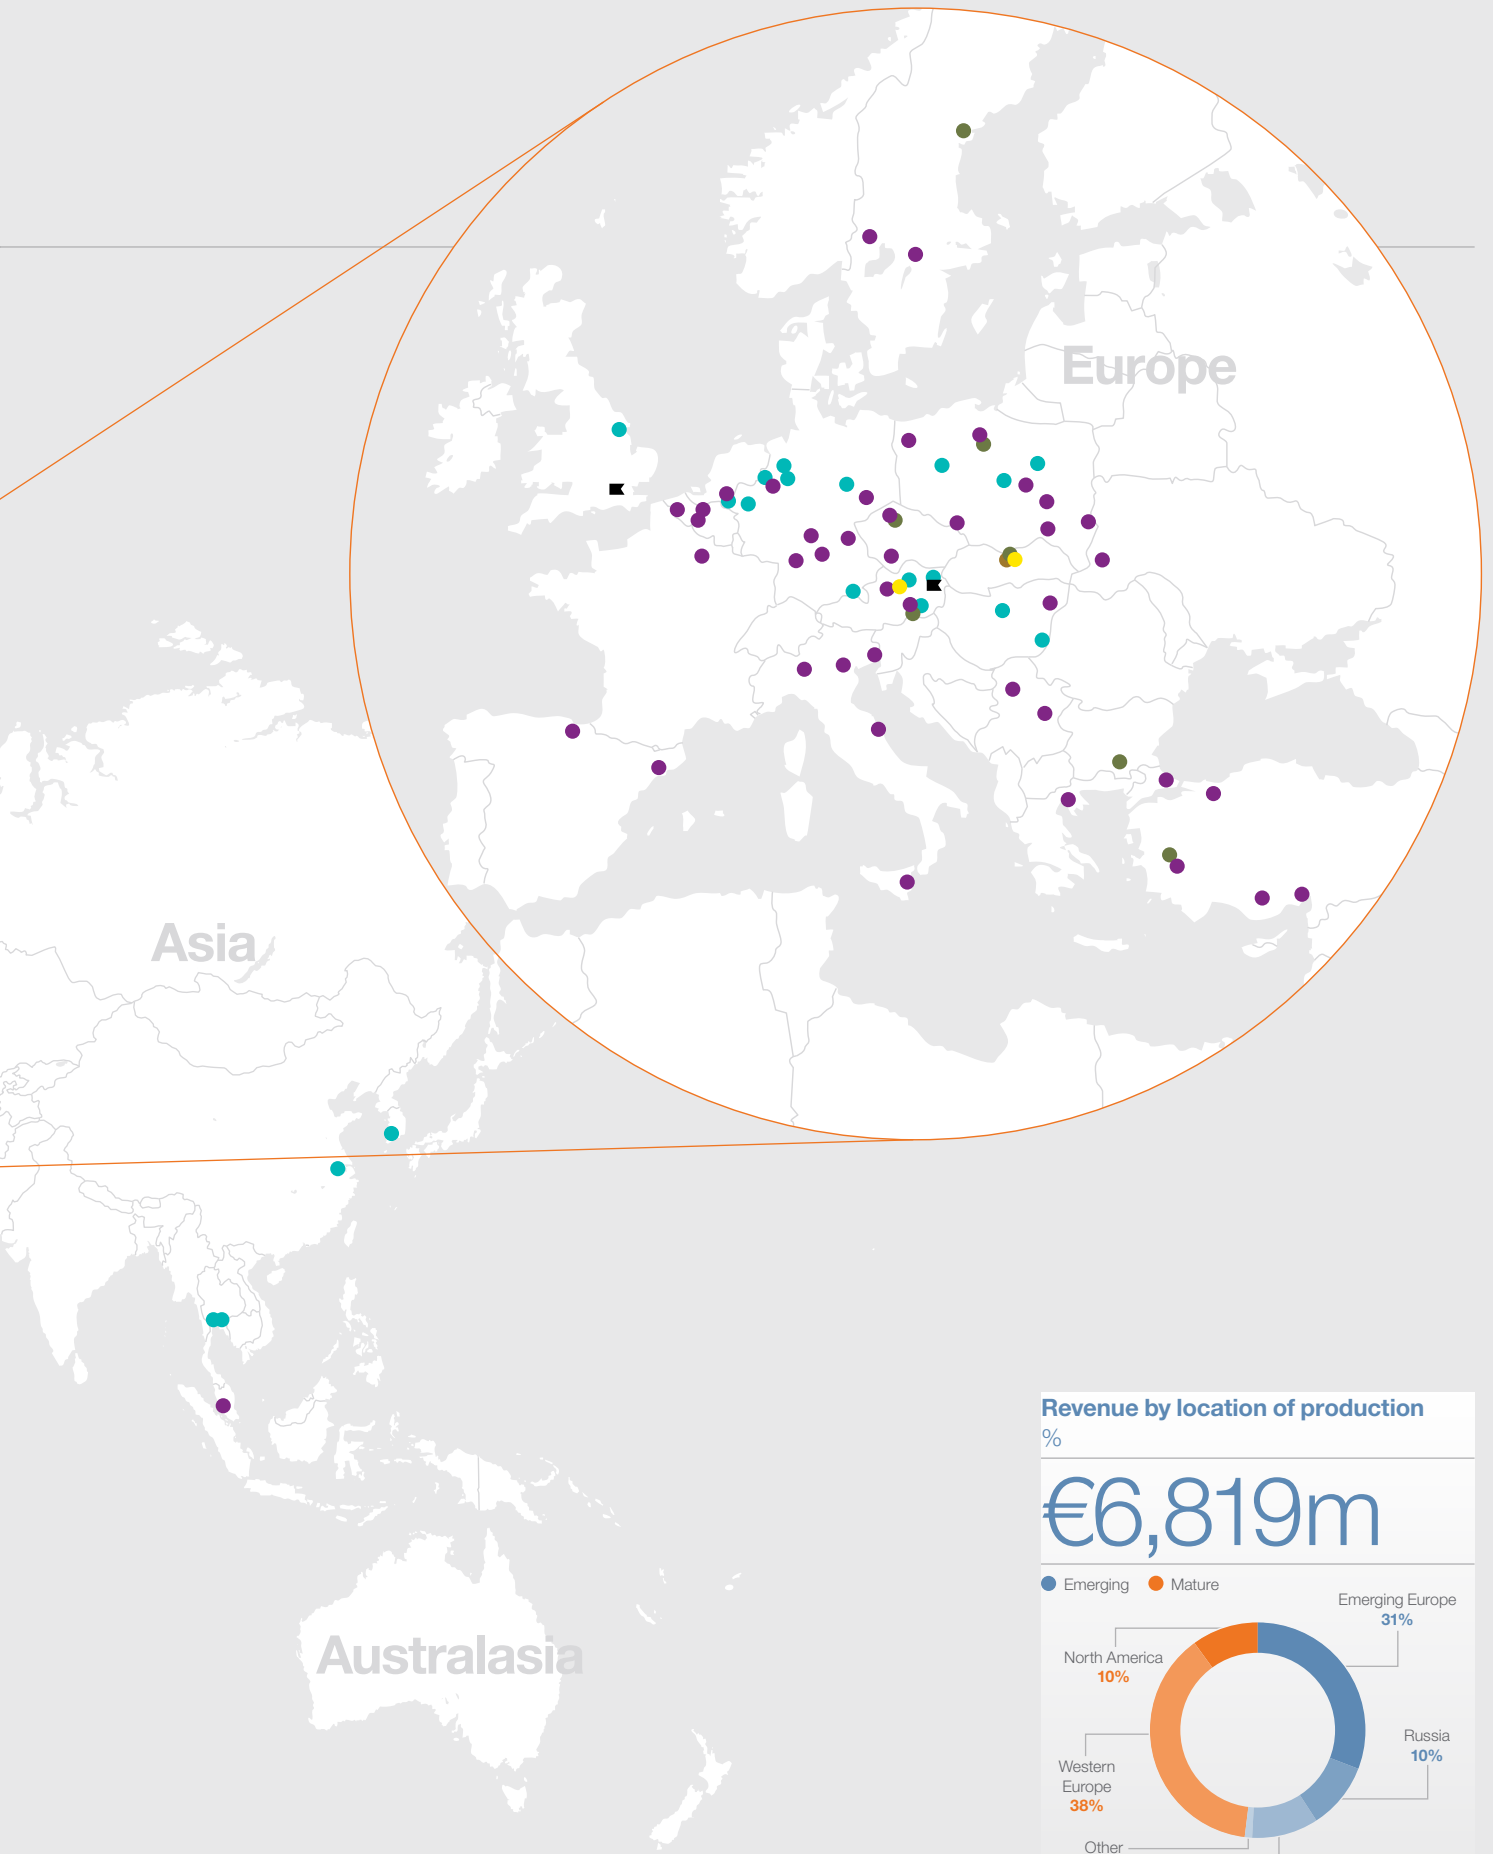 Europe
Asia
Australasia
Revenue by location of production
%
€6,819m
Emerging
Mature
Emerging Europe
31%
North America
10%
Russia
10%
Western
Europe
38%
Other